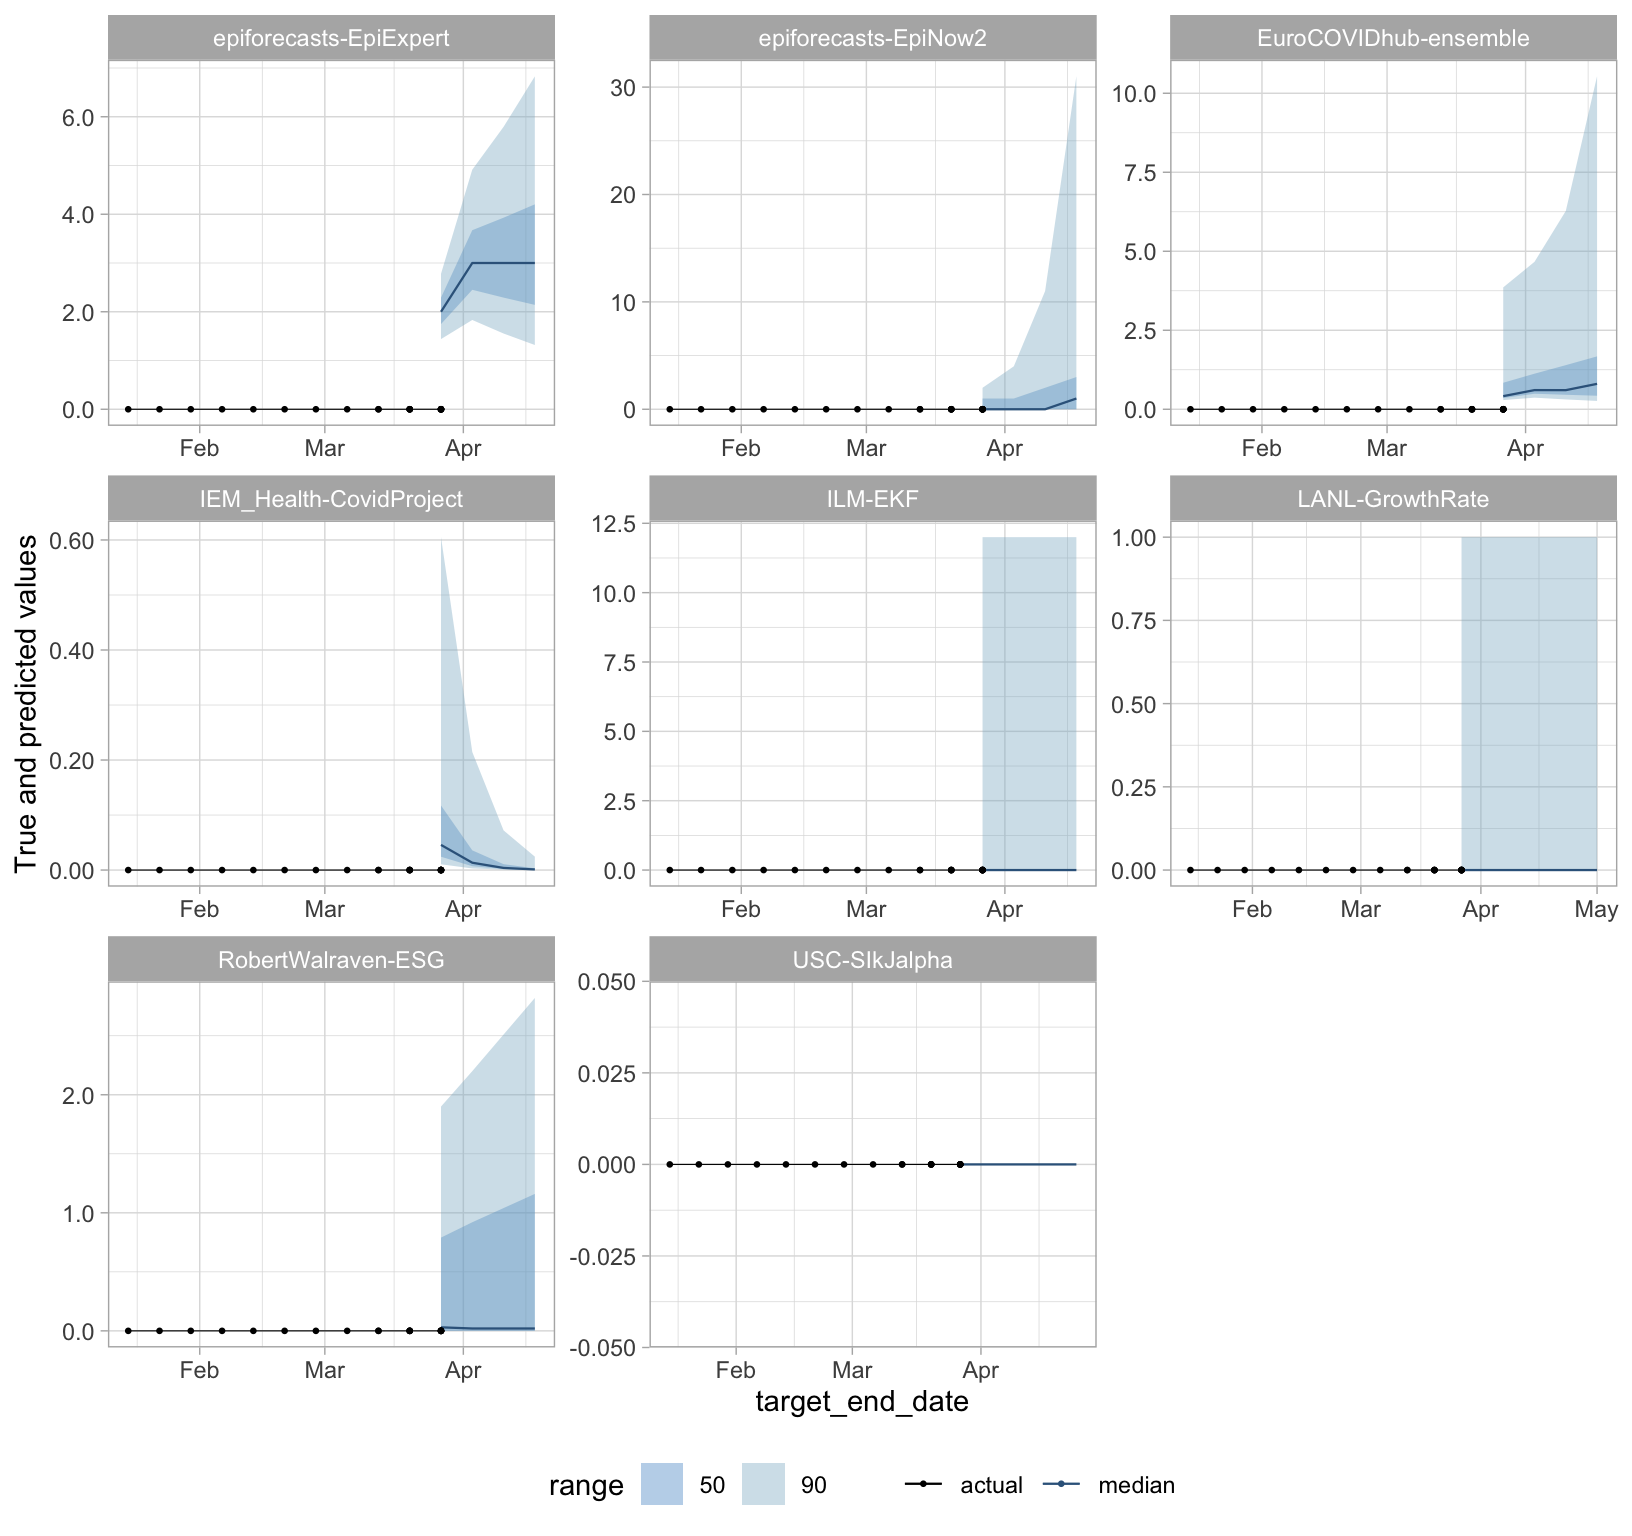 epiforecasts-EpiExpert
epiforecasts-EpiNow2
EuroCOVIDhub-ensemble
6.0
4.0
2.0
0.0
30
20
10
0
10.0
7.5
5.0
2.5
0.0
Feb Mar Apr
Feb Mar Apr
Feb Mar Apr
True and predicted values
IEM_Health-CovidProject
ILM-EKF
LANL-GrowthRate
0.60
0.40
0.20
0.00
12.5
10.0
7.5
5.0
2.5
0.0
1.00
0.75
0.50
0.25
0.00
Feb Mar Apr
Feb Mar Apr
Feb Mar Apr May
RobertWalraven-ESG
USC-SIkJalpha
2.0
1.0
0.0
0.050
0.025
0.000
-0.025
-0.050
Feb Mar Apr
Feb Mar Apr
target_end_date
range 50 90 actual median